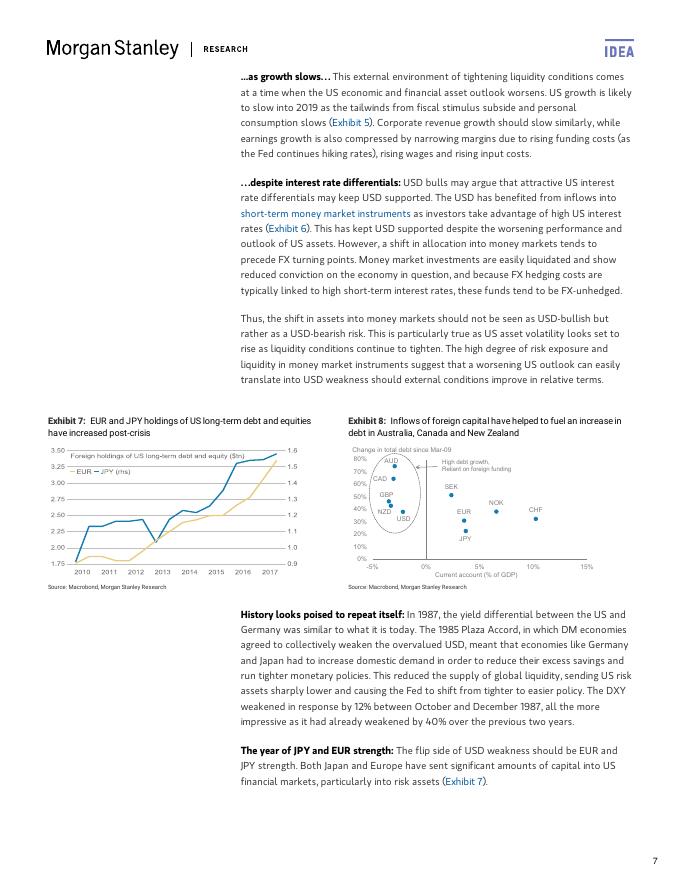 Morgan Stanley | RESEARCH
IDEA
...as growth slows... This external environment of tightening liquidity conditions comes
at a time when the US economic and financial asset outlook worsens. US growth is likely
to slow into 2019 as the tailwinds from fiscal stimulus subside and personal
consumption slows (Exhibit 5). Corporate revenue growth should slow similarly, while
earnings growth is also compressed by narrowing margins due to rising funding costs (as
the Fed continues hiking rates), rising wages and rising input costs.
...despite interest rate differentials: USD bulls may argue that attractive US interest
rate differentials may keep USD supported. The USD has benefited from inflows into
short-term money market instruments as investors take advantage of high US interest
rates (Exhibit 6). This has kept USD supported despite the worsening performance and
outlook of US assets. However, a shift in allocation into money markets tends to
precede FX turning points. Money market investments are easily liquidated and show
reduced conviction on the economy in question, and because FX hedging costs are
typically linked to high short-term interest rates, these funds tend to be FX-unhedged.
Thus, the shift in assets into money markets should not be seen as USD-bullish but
rather as a USD-bearish risk. This is particularly true as US asset volatility looks set to
rise as liquidity conditions continue to tighten. The high degree of risk exposure and
liquidity in money market instruments suggest that a worsening US outlook can easily
translate into USD weakness should external conditions improve in relative terms.
Exhibit 7: EUR and JPY holdings of US long-term debt and equities
have increased post-crisis
Foreign holdings of US long-term debt and equity ($tn)
EUR JPY (rhs)
3.50
3.25
3.00
2.75
2.50
2.25
2.00
1.75
1.6
1.5
1.4
1.3
1.2
1.1
1.0
0.9
2010 2011 2012 2013 2014 2015 2016 2017
Source: Macrobond, Morgan Stanley Research
Exhibit 8: Inflows of foreign capital have helped to fuel an increase in
debt in Australia, Canada and New Zealand
Change in total debt since Mar-09
80%
70%
60%
50%
40%
30%
20%
10%
0%
AUD
CAD
GBP
NZD
USD
High debt growth,
Reliant on foreign funding
SEK
NOK
CHF
EUR
JPY
-5% 0% 5% 10% 15%
Current account (% of GDP)
Source: Macrobond, Morgan Stanley Research
History looks poised to repeat itself: In 1987, the yield differential between the US and
Germany was similar to what it is today. The 1985 Plaza Accord, in which DM economies
agreed to collectively weaken the overvalued USD, meant that economies like Germany
and Japan had to increase domestic demand in order to reduce their excess savings and
run tighter monetary policies. This reduced the supply of global liquidity, sending US risk
assets sharply lower and causing the Fed to shift from tighter to easier policy. The DXY
weakened in response by 12% between October and December 1987, all the more
impressive as it had already weakened by 40% over the previous two years.
The year of JPY and EUR strength: The flip side of USD weakness should be EUR and
JPY strength. Both Japan and Europe have sent significant amounts of capital into US
financial markets, particularly into risk assets (Exhibit 7).
7